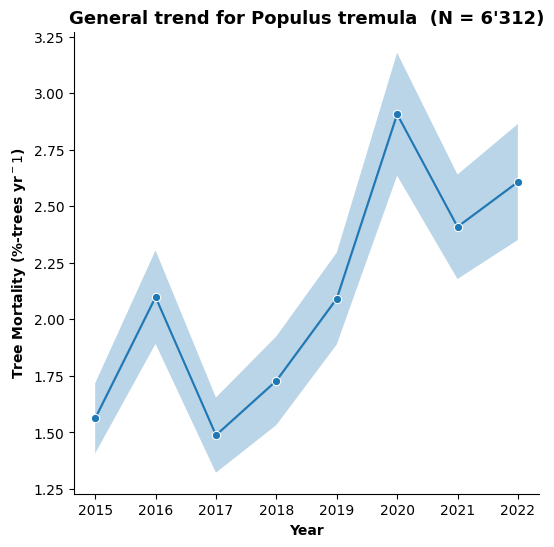 General trend for Populus tremula (N = 6'312)
Tree Mortality (%-trees yr⁻1)
3.25
3.00
2.75
2.50
2.25
2.00
1.75
1.50
1.25
2015 2016 2017 2018 2019 2020 2021 2022
Year